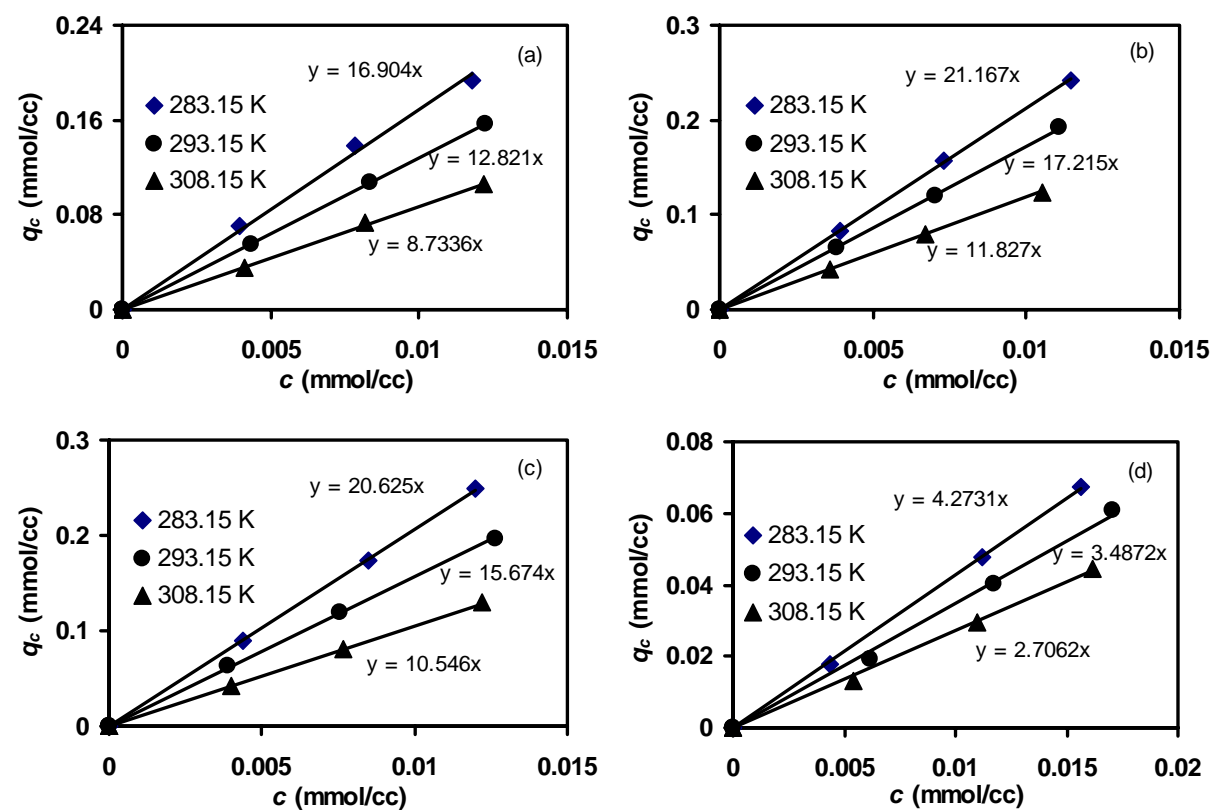 0.24
0.16
0.08
0
0 0.005 0.01 0.015
qc (mmol/cc)
c (mmol/cc)
(a)
y = 16.904x
283.15 K
293.15 K
308.15 K
y = 12.821x
y = 8.7336x
0.3
0.2
0.1
0
0 0.005 0.01 0.015
qc (mmol/cc)
c (mmol/cc)
(b)
y = 21.167x
283.15 K
293.15 K
308.15 K
y = 17.215x
y = 11.827x
0.3
0.2
0.1
0
0 0.005 0.01 0.015
qc (mmol/cc)
c (mmol/cc)
(c)
y = 20.625x
283.15 K
293.15 K
308.15 K
y = 15.674x
y = 10.546x
0.08
0.06
0.04
0.02
0
0 0.005 0.01 0.015 0.02
qc (mmol/cc)
c (mmol/cc)
(d)
y = 4.2731x
283.15 K
293.15 K
308.15 K
y = 3.4872x
y = 2.7062x